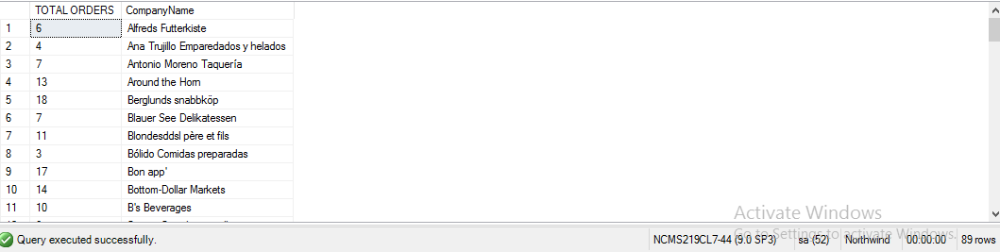 TOTAL ORDERS CompanyName
1 6 Alfreds Futterkiste
2 4 Ana Trujillo Emparedados y helados
3 7 Antonio Moreno Taquería
4 13 Around the Horn
5 18 Berglunds snabbköp
6 7 Blauer See Delikatessen
7 11 Blondesddsl père et fils
8 3 Bólido Comidas preparadas
9 17 Bon app'
10 14 Bottom-Dollar Markets
11 10 B's Beverages
Activate Windows
Go to Settings to activate Windows.
Query executed successfully. NCMS219CL7-44 (9.0 SP3) sa (52) Northwind 00:00:00 89 rows